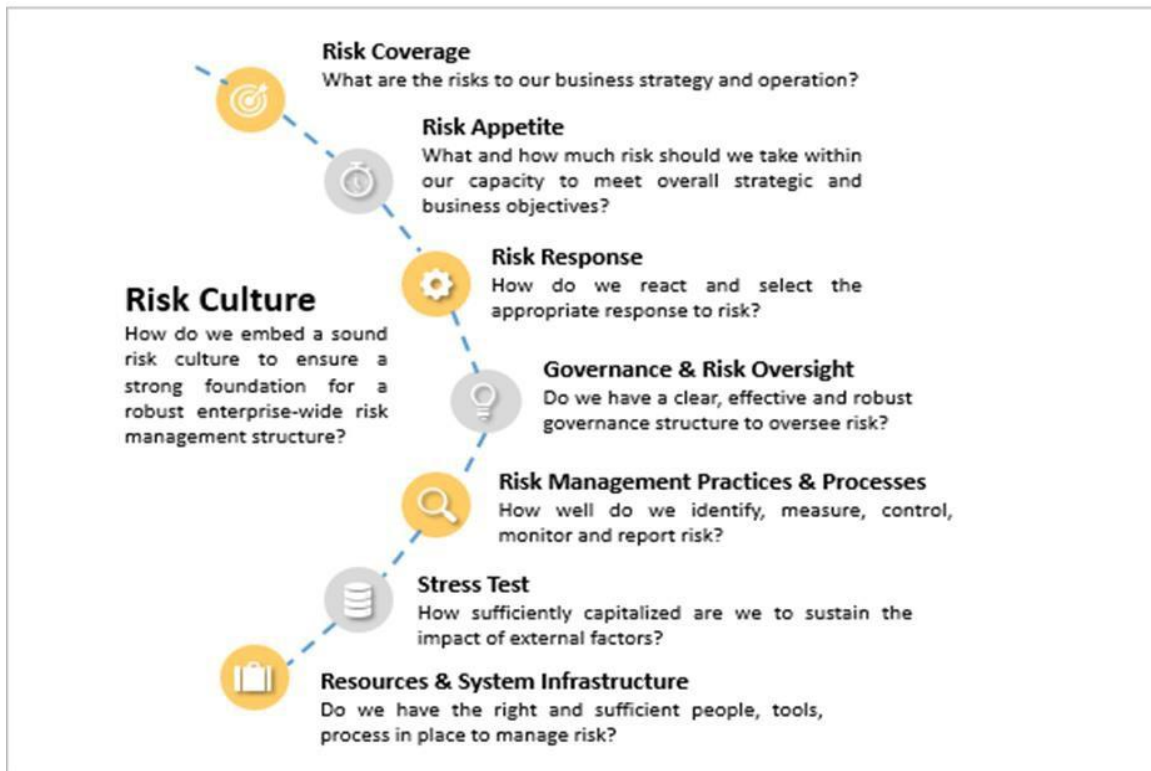 Risk Coverage
What are the risks to our business strategy and operation?
Risk Appetite
What and how much risk should we take within
our capacity to meet overall strategic and
business objectives?
Risk Response
How do we react and select the
appropriate response to risk?
Risk Culture
How do we embed a sound
risk culture to ensure a
strong foundation for a
robust enterprise-wide risk
management structure?
Governance & Risk Oversight
Do we have a clear, effective and robust
governance structure to oversee risk?
Risk Management Practices & Processes
How well do we identify, measure, control,
monitor and report risk?
Stress Test
How sufficiently capitalized are we to sustain the
impact of external factors?
Resources & System Infrastructure
Do we have the right and sufficient people, tools,
process in place to manage risk?